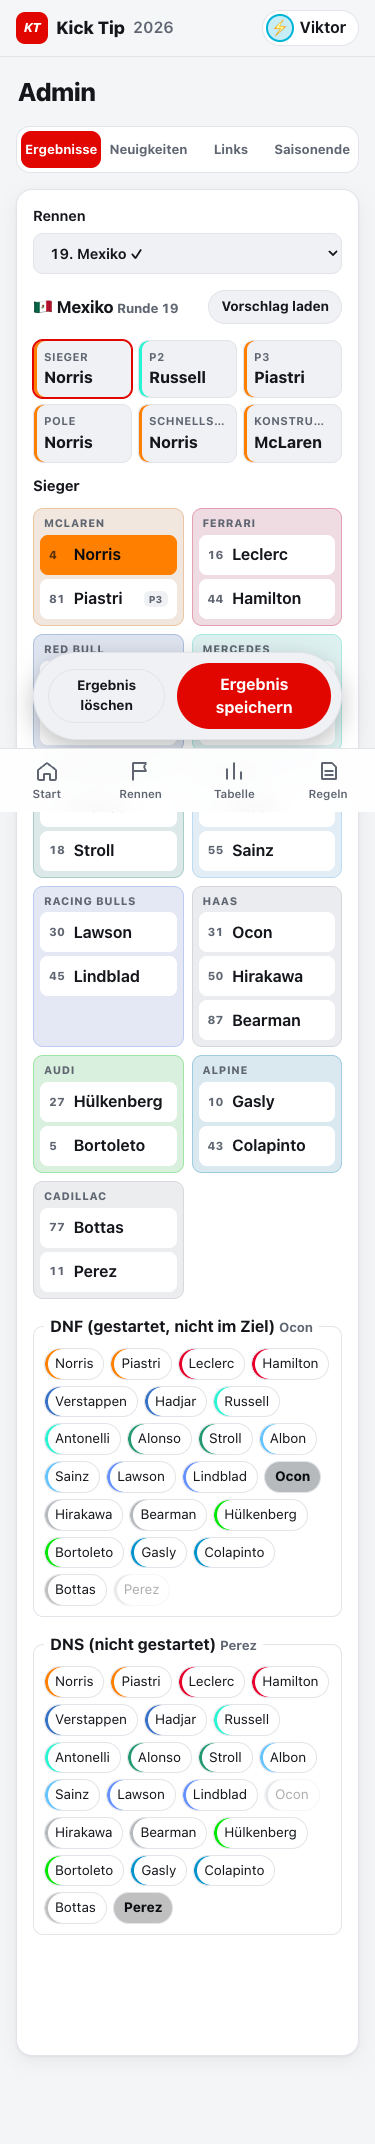 KT Kick Tip 2026 Viktor
Admin
Ergebnisse Neuigkeiten Links Saisonende
Rennen
19. Mexiko ✓
🇲🇽 Mexiko Runde 19 Vorschlag laden
SIEGER P2 P3
Norris Russell Piastri
POLE SCHNELLS... KONSTRU...
Norris Norris McLaren
Sieger
MCLAREN FERRARI
4 Norris 16 Leclerc
81 Piastri P3 44 Hamilton
RED BULL MERCEDES
Ergebnis löschen
Ergebnis speichern
Start Rennen Tabelle Regeln
18 Stroll 55 Sainz
RACING BULLS HAAS
30 Lawson 31 Ocon
45 Lindblad 50 Hirakawa
87 Bearman
AUDI ALPINE
27 Hülkenberg 10 Gasly
5 Bortoleto 43 Colapinto
CADILLAC
77 Bottas
11 Perez
DNF (gestartet, nicht im Ziel) Ocon
Norris Piastri Leclerc Hamilton
Verstappen Hadjar Russell
Antonelli Alonso Stroll Albon
Sainz Lawson Lindblad Ocon
Hirakawa Bearman Hülkenberg
Bortoleto Gasly Colapinto
Bottas Perez
DNS (nicht gestartet) Perez
Norris Piastri Leclerc Hamilton
Verstappen Hadjar Russell
Antonelli Alonso Stroll Albon
Sainz Lawson Lindblad Ocon
Hirakawa Bearman Hülkenberg
Bortoleto Gasly Colapinto
Bottas Perez